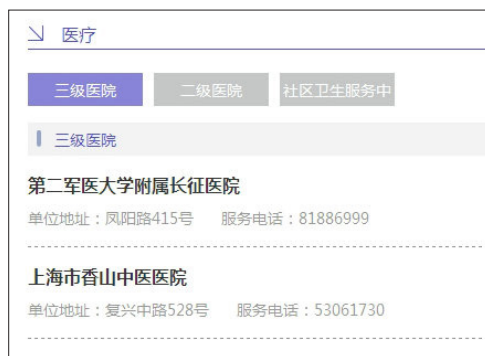 医疗
三级医院 二级医院 社区卫生服务中
三级医院
第二军医大学附属长征医院
单位地址：凤阳路415号 服务电话：81886999
上海市香山中医医院
单位地址：复兴中路528号 服务电话：53061730